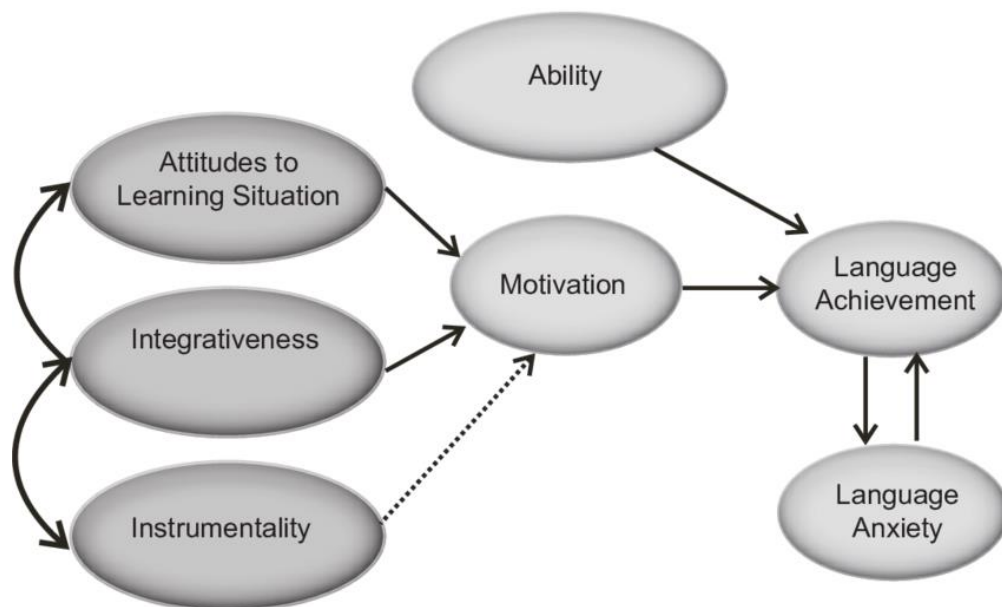 Ability
Attitudes to
Learning Situation
Motivation
Language
Achievement
Integrativeness
Instrumentality
Language
Anxiety